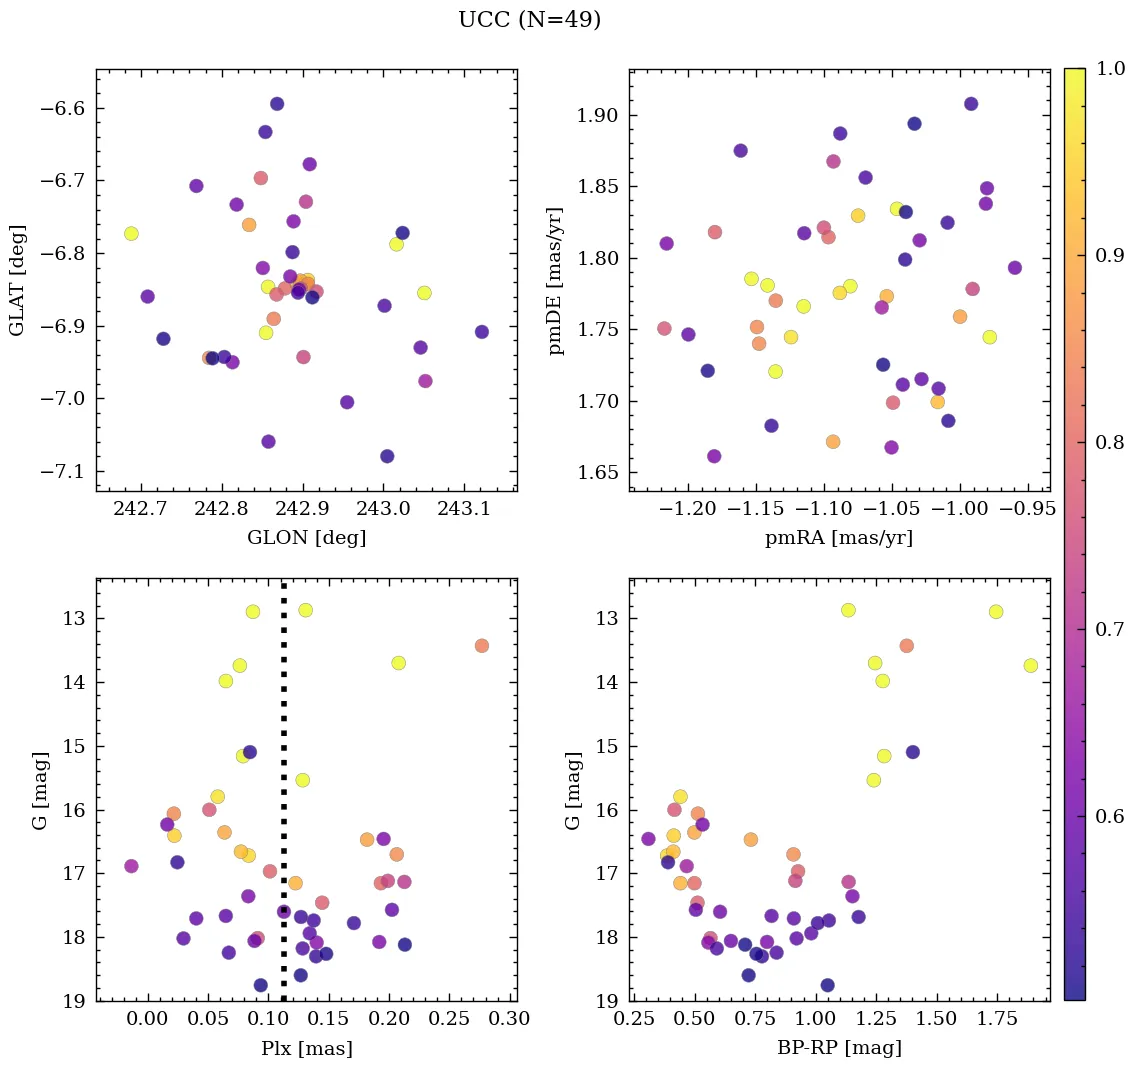 UCC (N=49)
−6.6
−6.7
−6.8
−6.9
−7.0
−7.1
GLAT [deg]
242.7 242.8 242.9 243.0 243.1
GLON [deg]
1.90
1.85
1.80
1.75
1.70
1.65
pmDE [mas/yr]
−1.20 −1.15 −1.10 −1.05 −1.00 −0.95
pmRA [mas/yr]
1.0
0.9
0.8
0.7
0.6
13
14
15
16
17
18
19
G [mag]
0.00 0.05 0.10 0.15 0.20 0.25 0.30
Plx [mas]
13
14
15
16
17
18
19
G [mag]
0.25 0.50 0.75 1.00 1.25 1.50 1.75
BP-RP [mag]